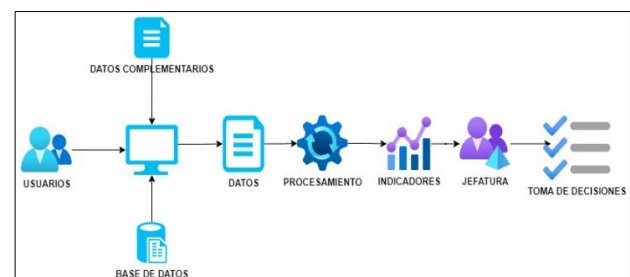 DATOS COMPLEMENTARIOS
USUARIOS
DATOS
PROCESAMIENTO
INDICADORES
JEFATURA
TOMA DE DECISIONES
BASE DE DATOS